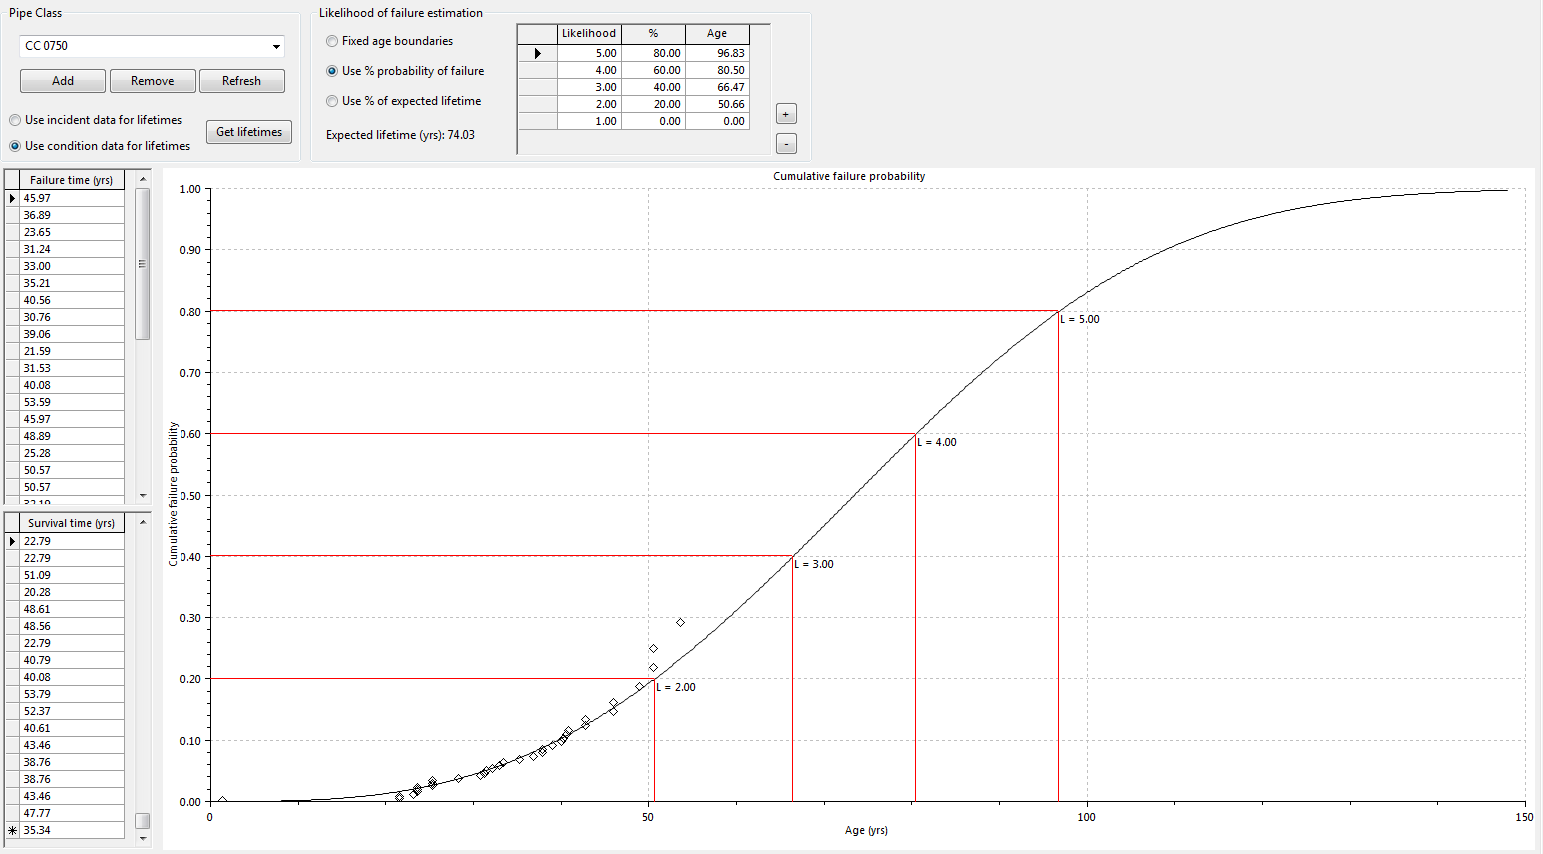 Pipe Class
CC 0750
Add Remove Refresh
Use incident data for lifetimes
Use condition data for lifetimes
Get lifetimes
Likelihood of failure estimation
Fixed age boundaries
Use % probability of failure
Use % of expected lifetime
Expected lifetime (yrs): 74.03
Likelihood % Age
5.00 80.00 96.83
4.00 60.00 80.50
3.00 40.00 66.47
2.00 20.00 50.66
1.00 0.00 0.00
+
-
Failure time (yrs)
45.97
36.89
23.65
31.24
33.00
35.21
40.56
30.76
39.06
21.59
31.53
40.08
53.59
45.97
48.89
25.28
50.57
50.57
Survival time (yrs)
22.79
22.79
51.09
20.28
48.61
48.56
22.79
40.79
40.08
53.79
52.37
40.61
43.46
38.76
38.76
43.46
47.77
35.34
Cumulative failure probability
Cumulative failure probability
1.00
0.90
0.80
0.70
0.60
0.50
0.40
0.30
0.20
0.10
0.00
L = 5.00
L = 4.00
L = 3.00
L = 2.00
0 50 100 150
Age (yrs)